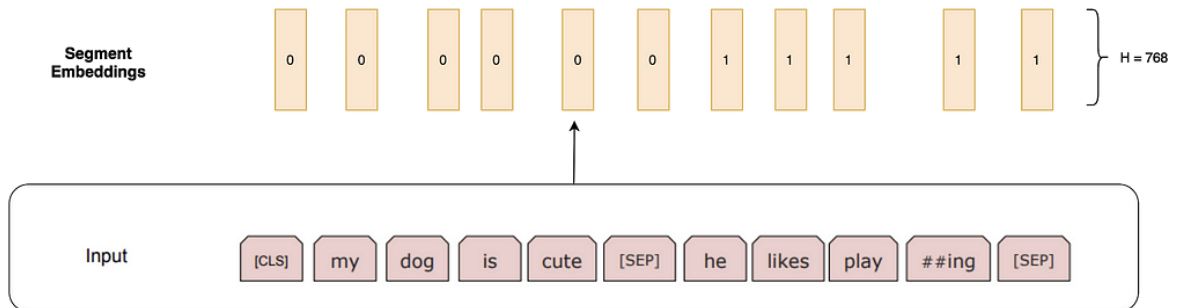 Segment
Embeddings
0 0 0 0 0 0 1 1 1 1 1
H = 768
Input
[CLS] my dog is cute [SEP] he likes play ##ing [SEP]